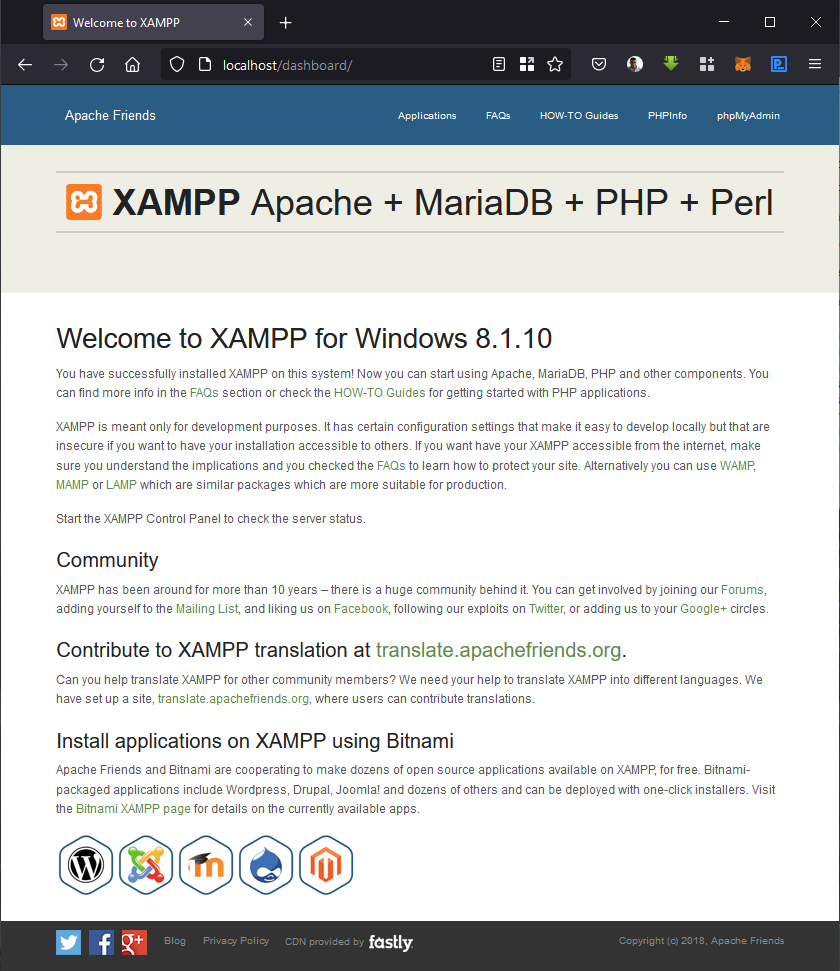 Welcome to XAMPP
localhost/dashboard/
Apache Friends
Applications
FAQs
HOW-TO Guides
PHPInfo
phpMyAdmin
XAMPP Apache + MariaDB + PHP + Perl
Welcome to XAMPP for Windows 8.1.10
You have successfully installed XAMPP on this system! Now you can start using Apache, MariaDB, PHP and other components. You
can find more info in the FAQs section or check the HOW-TO Guides for getting started with PHP applications.
XAMPP is meant only for development purposes. It has certain configuration settings that make it easy to develop locally but that are
insecure if you want to have your installation accessible to others. If you want have your XAMPP accessible from the internet, make
sure you understand the implications and you checked the FAQs to learn how to protect your site. Alternatively you can use WAMP,
MAMP or LAMP which are similar packages which are more suitable for production.
Start the XAMPP Control Panel to check the server status.
Community
XAMPP has been around for more than 10 years – there is a huge community behind it. You can get involved by joining our Forums,
adding yourself to the Mailing List, and liking us on Facebook, following our exploits on Twitter, or adding us to your Google+ circles.
Contribute to XAMPP translation at translate.apachefriends.org.
Can you help translate XAMPP for other community members? We need your help to translate XAMPP into different languages. We
have set up a site, translate.apachefriends.org, where users can contribute translations.
Install applications on XAMPP using Bitnami
Apache Friends and Bitnami are cooperating to make dozens of open source applications available on XAMPP, for free. Bitnami-
packaged applications include Wordpress, Drupal, Joomla! and dozens of others and can be deployed with one-click installers. Visit
the Bitnami XAMPP page for details on the currently available apps.
Blog
Privacy Policy
CDN provided by fastly
Copyright (c) 2018, Apache Friends